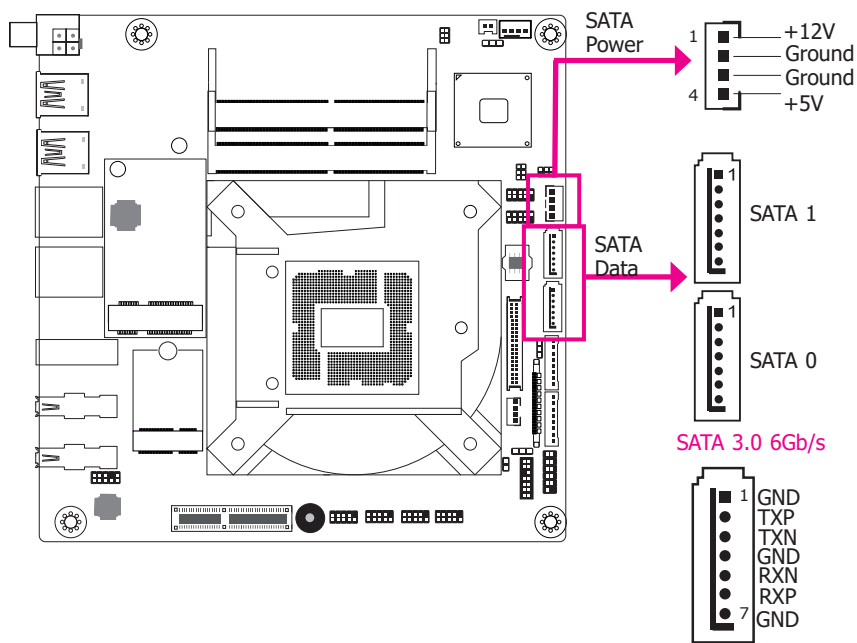 SATA
Power
1
4
+12V
Ground
Ground
+5V
1
SATA 1
SATA
Data
1
SATA 0
SATA 3.0 6Gb/s
1
7
GND
TXP
TXN
GND
RXN
RXP
GND